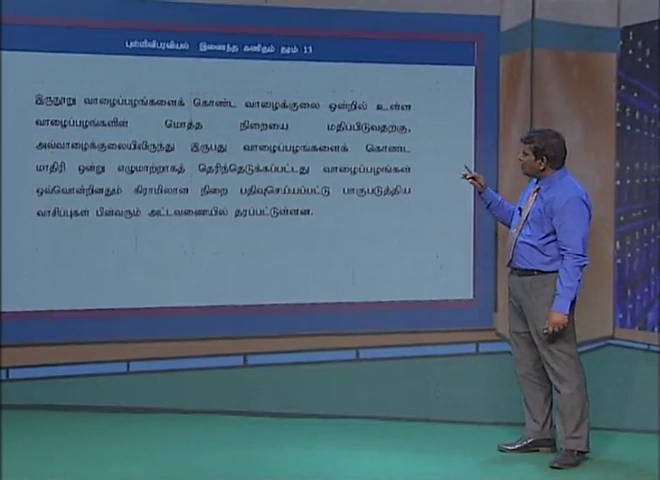 புள்ளிவிபரவியல் இணைந்த கணிதம் தரம் 13
இருநூறு வாழைப்பழங்களைக் கொண்ட வாழைக்குலை ஒன்றில் உள்ள
வாழைப்பழங்களின் மொத்த நிறையை மதிப்பிடுவதற்கு,
அவ்வாழைக்குலையிலிருந்து இருபது வாழைப்பழங்களைக் கொண்ட
மாதிரி ஒன்று எழுமாற்றாகத் தெரிந்தெடுக்கப்பட்டது வாழைப்பழங்கள்
ஒவ்வொன்றினதும் கிராமிலான நிறை பதிவுசெய்யப்பட்டு பாகுபடுத்திய
வாசிப்புகள் பின்வரும் அட்டவணையில் தரப்பட்டுள்ளன.